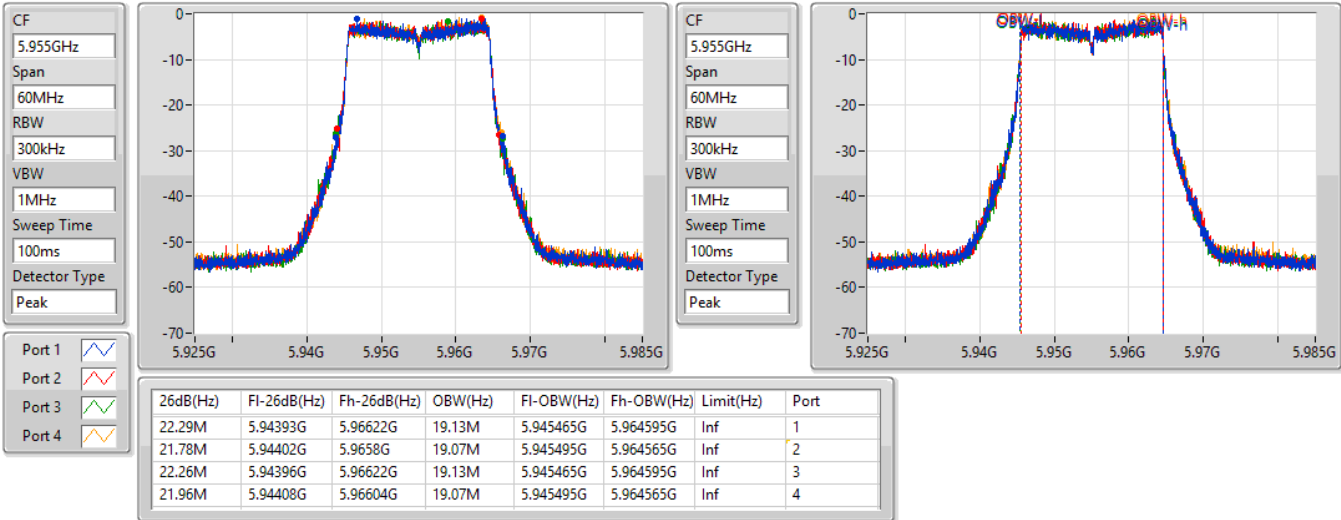 CF
5.955GHz
Span
60MHz
RBW
300kHz
VBW
1MHz
Sweep Time
100ms
Detector Type
Peak
0-
-10-
-20-
-30-
-40-
-50-
-60-
-70-
5.925G 5.94G 5.95G 5.96G 5.97G 5.985G
CF
5.955GHz
Span
60MHz
RBW
300kHz
VBW
1MHz
Sweep Time
100ms
Detector Type
Peak
OBW-l OBW-h
0-
-10-
-20-
-30-
-40-
-50-
-60-
-70-
5.925G 5.94G 5.95G 5.96G 5.97G 5.985G
Port 1
Port 2
Port 3
Port 4
26dB(Hz) Fl-26dB(Hz) Fh-26dB(Hz) OBW(Hz) Fl-OBW(Hz) Fh-OBW(Hz) Limit(Hz) Port
22.29M 5.94393G 5.96622G 19.13M 5.945465G 5.964595G Inf 1
21.78M 5.94402G 5.9658G 19.07M 5.945495G 5.964565G Inf 2
22.26M 5.94396G 5.96622G 19.13M 5.945465G 5.964595G Inf 3
21.96M 5.94408G 5.96604G 19.07M 5.945495G 5.964565G Inf 4